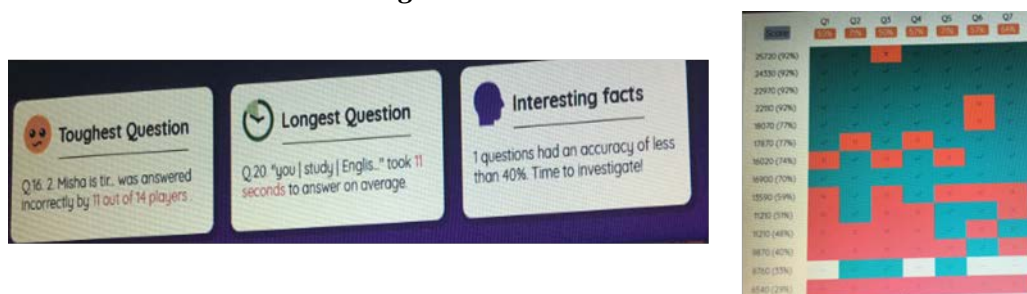 Toughest Question
Q.16. 2. Misha is tir... was answered
incorrectly by 11 out of 14 players
Longest Question
Q.20. "you | study | Englis..." took 11
seconds to answer on average.
Interesting facts
1 questions had an accuracy of less
than 40%. Time to investigate!
Score
Q1 Q2 Q3 Q4 Q5 Q6 Q7
25720 (92%)
24330 (92%)
22970 (92%)
(92%)
18070 (77%)
17870 (77%)
16020 (74%)
16900 (70%)
13590 (59%)
11210 (51%)
11210 (48%)
9870 (40%)
6760 (33%)
6540 (29%)